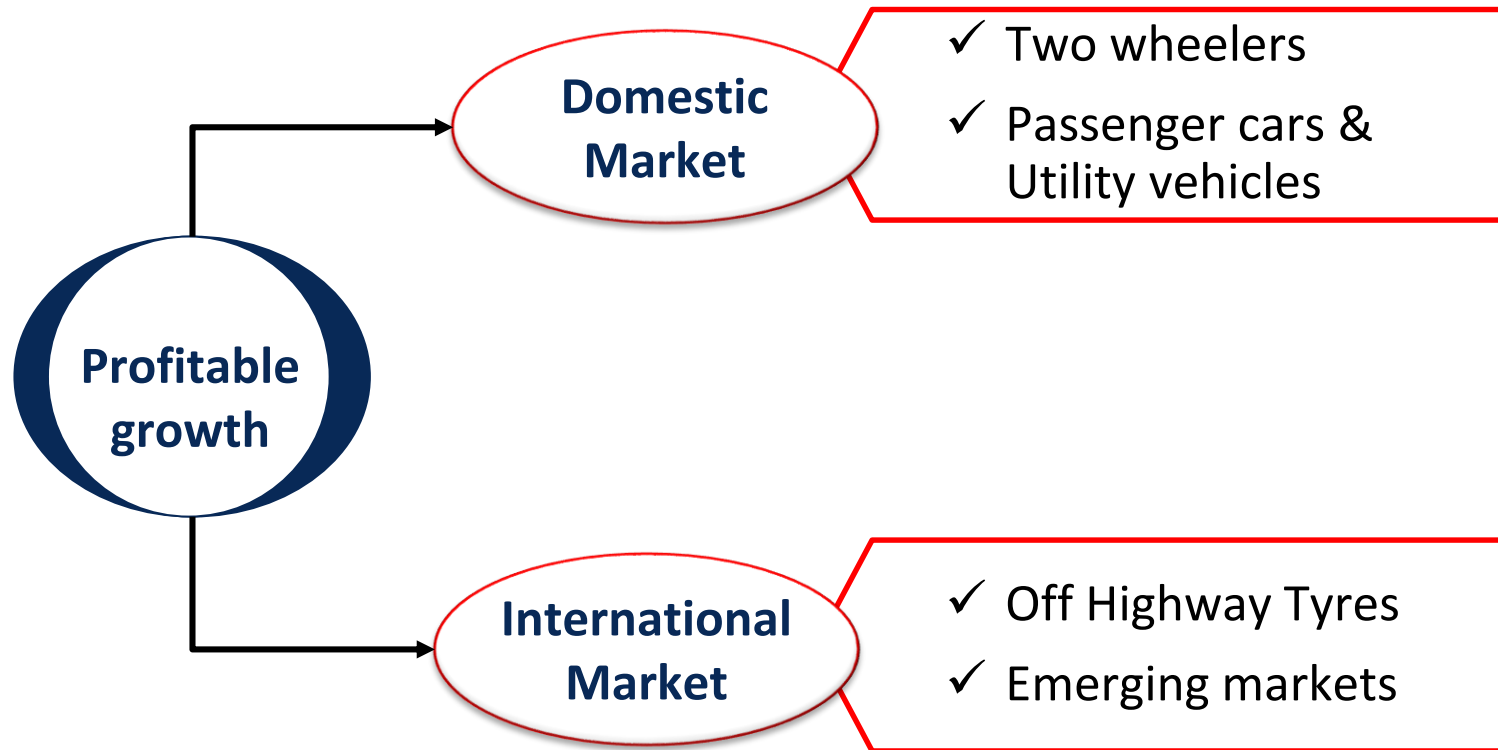 Domestic
Market
✓ Two wheelers
✓ Passenger cars &
Utility vehicles
Profitable
growth
International
Market
✓ Off Highway Tyres
✓ Emerging markets